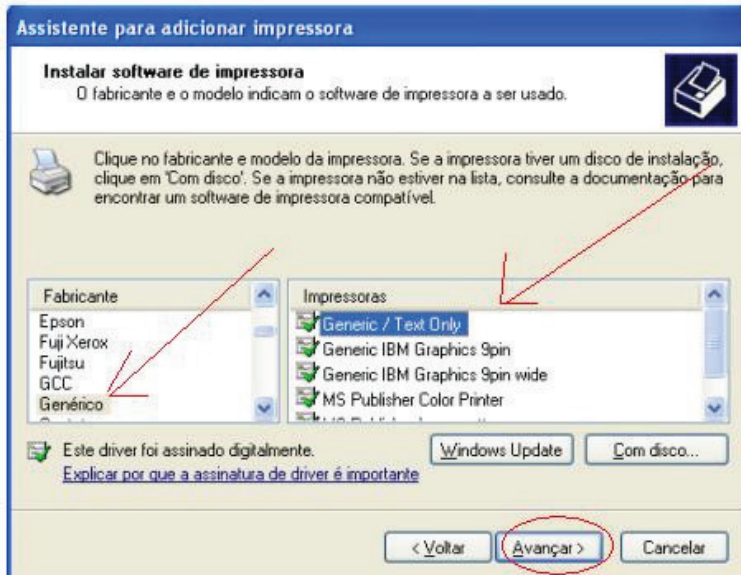 Assistente para adicionar impressora
Instalar software de impressora
O fabricante e o modelo indicam o software de impressora a ser usado.
Clique no fabricante e modelo da impressora. Se a impressora tiver um disco de instalação,
clique em 'Com disco'. Se a impressora não estiver na lista, consulte a documentação para
encontrar um software de impressora compatível.
Fabricante
Epson
Fuji Xerox
Fujitsu
GCC
Genérico
Impressoras
Generic / Text Only
Generic IBM Graphics 9pin
Generic IBM Graphics 9pin wide
MS Publisher Color Printer
Este driver foi assinado digitalmente.
Explicar por que a assinatura de driver é importante
Windows Update
Com disco...
< Voltar
Avançar >
Cancelar